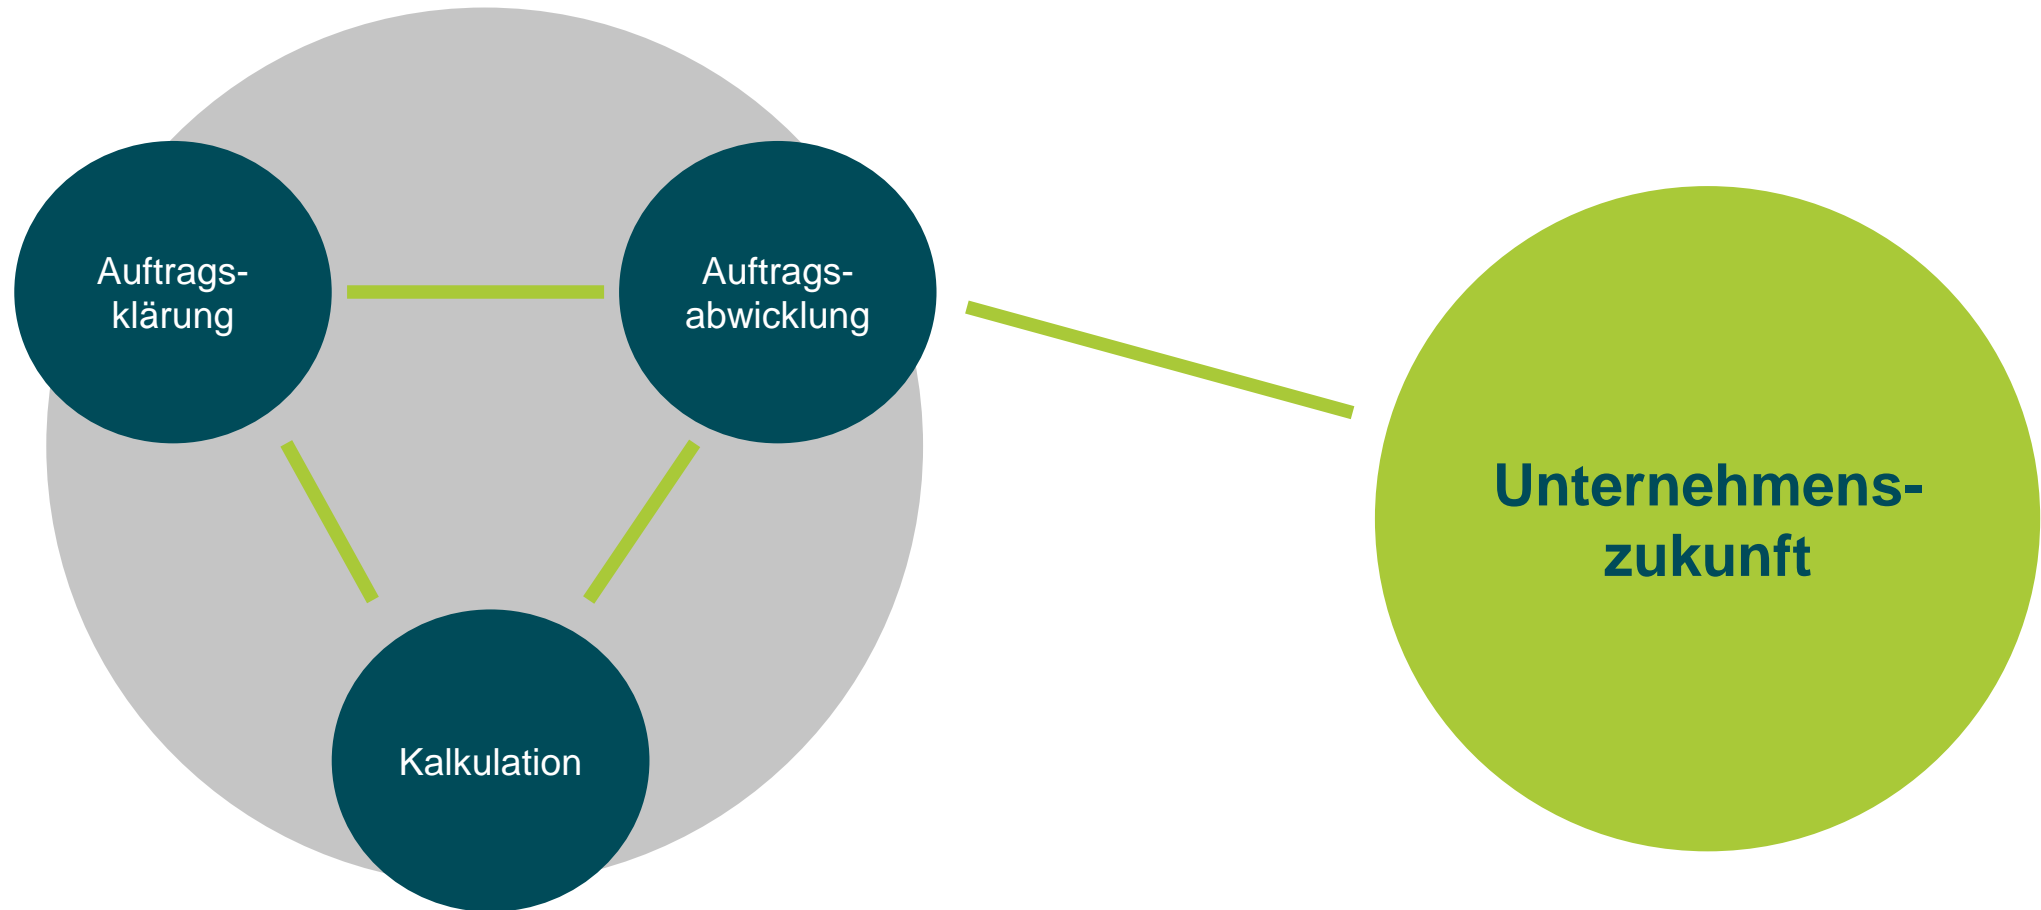 Auftrags-
klärung
Auftrags-
abwicklung
Unternehmens-
zukunft
Kalkulation